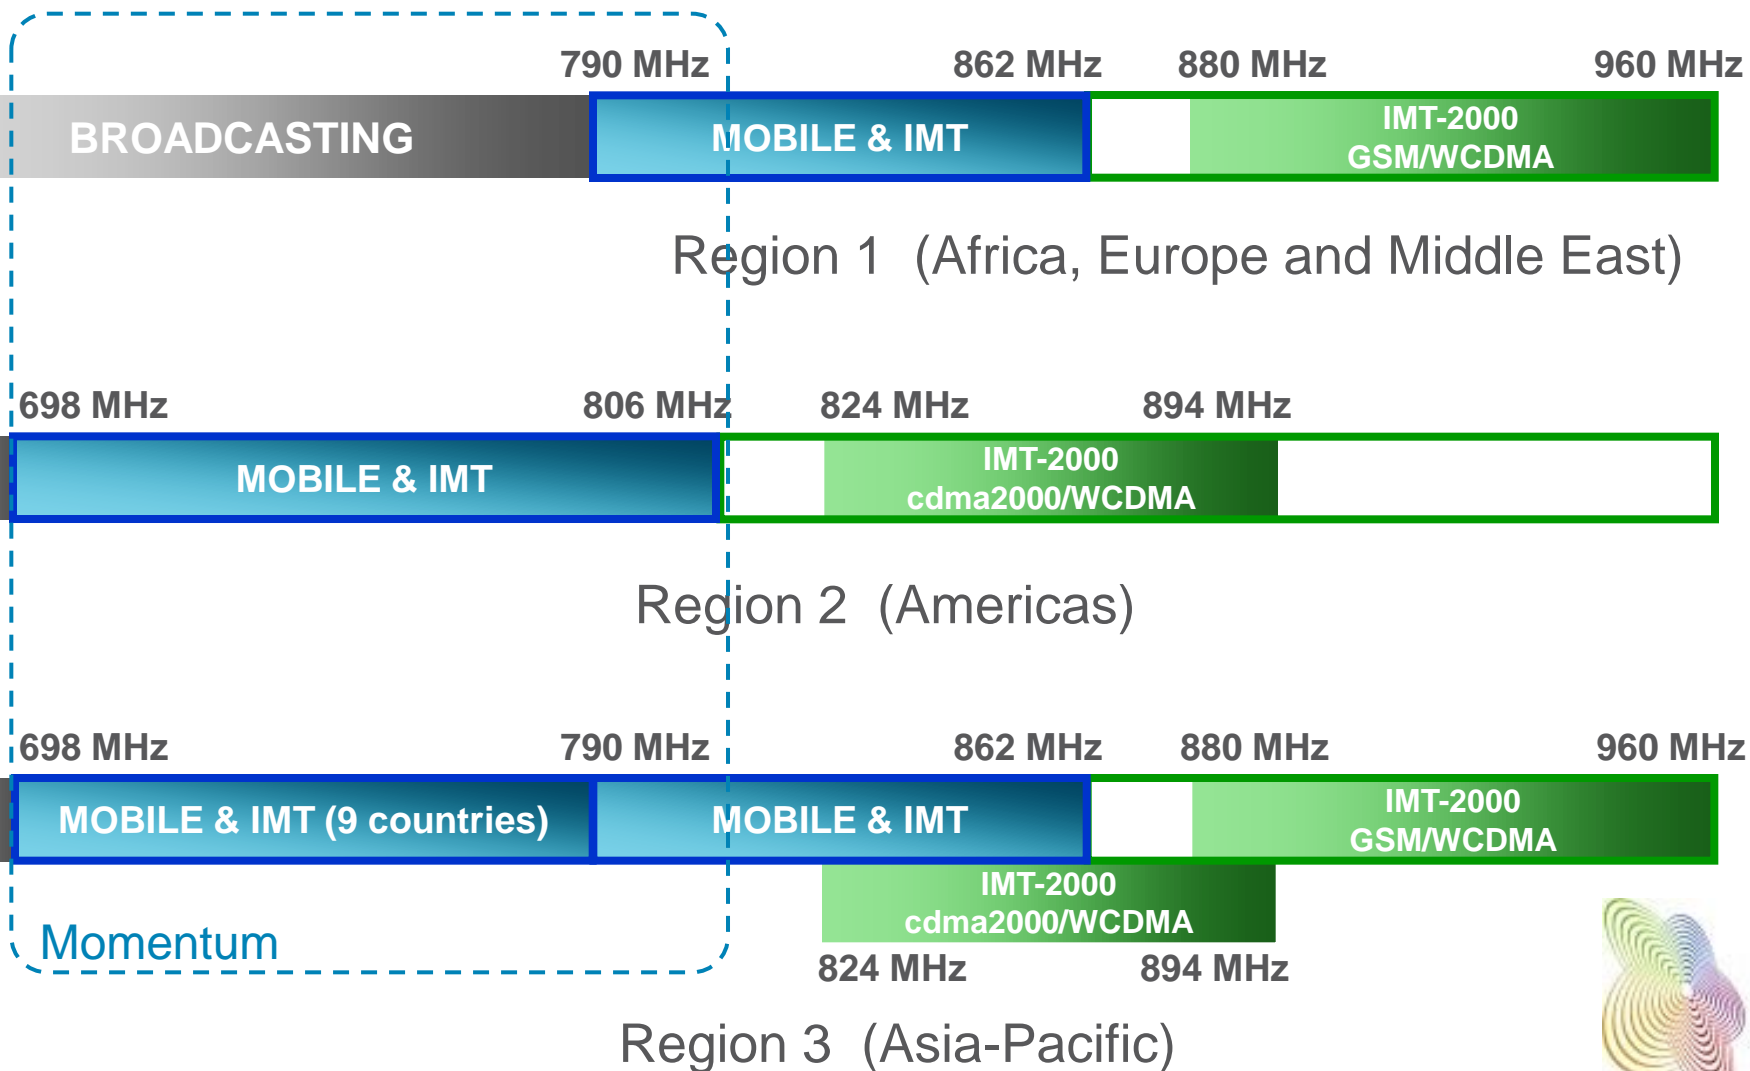 790 MHz 862 MHz 880 MHz 960 MHz
BROADCASTING MOBILE & IMT IMT-2000
GSM/WCDMA
Region 1 (Africa, Europe and Middle East)
698 MHz 806 MHz 824 MHz 894 MHz
MOBILE & IMT IMT-2000
cdma2000/WCDMA
Region 2 (Americas)
698 MHz 790 MHz 862 MHz 880 MHz 960 MHz
MOBILE & IMT (9 countries) MOBILE & IMT IMT-2000
GSM/WCDMA
IMT-2000
cdma2000/WCDMA
Momentum
824 MHz 894 MHz
Region 3 (Asia-Pacific)